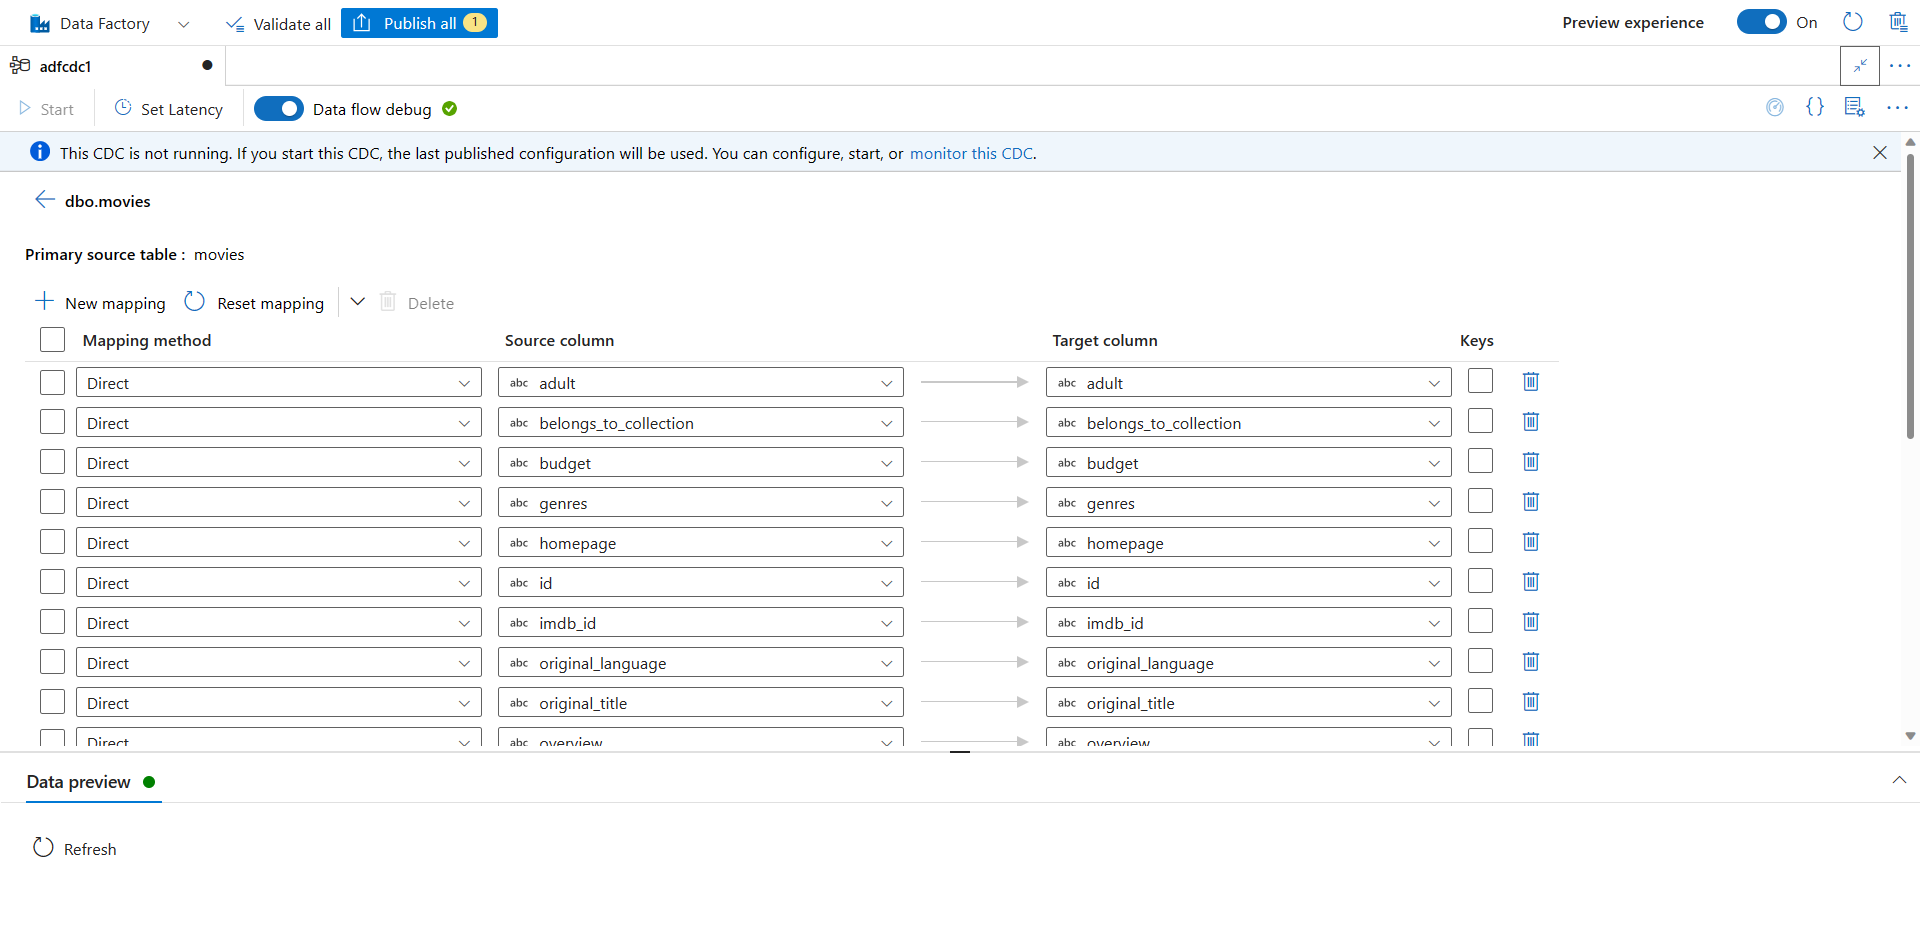 Data Factory Validate all Publish all 1 Preview experience On
adfcdc1
Start Set Latency Data flow debug
This CDC is not running. If you start this CDC, the last published configuration will be used. You can configure, start, or monitor this CDC.
dbo.movies
Primary source table : movies
New mapping Reset mapping Delete
Mapping method Source column Target column Keys
Direct abc adult abc adult
Direct abc belongs_to_collection abc belongs_to_collection
Direct abc budget abc budget
Direct abc genres abc genres
Direct abc homepage abc homepage
Direct abc id abc id
Direct abc imdb_id abc imdb_id
Direct abc original_language abc original_language
Direct abc original_title abc original_title
Direct abc overview abc overview
Data preview
Refresh